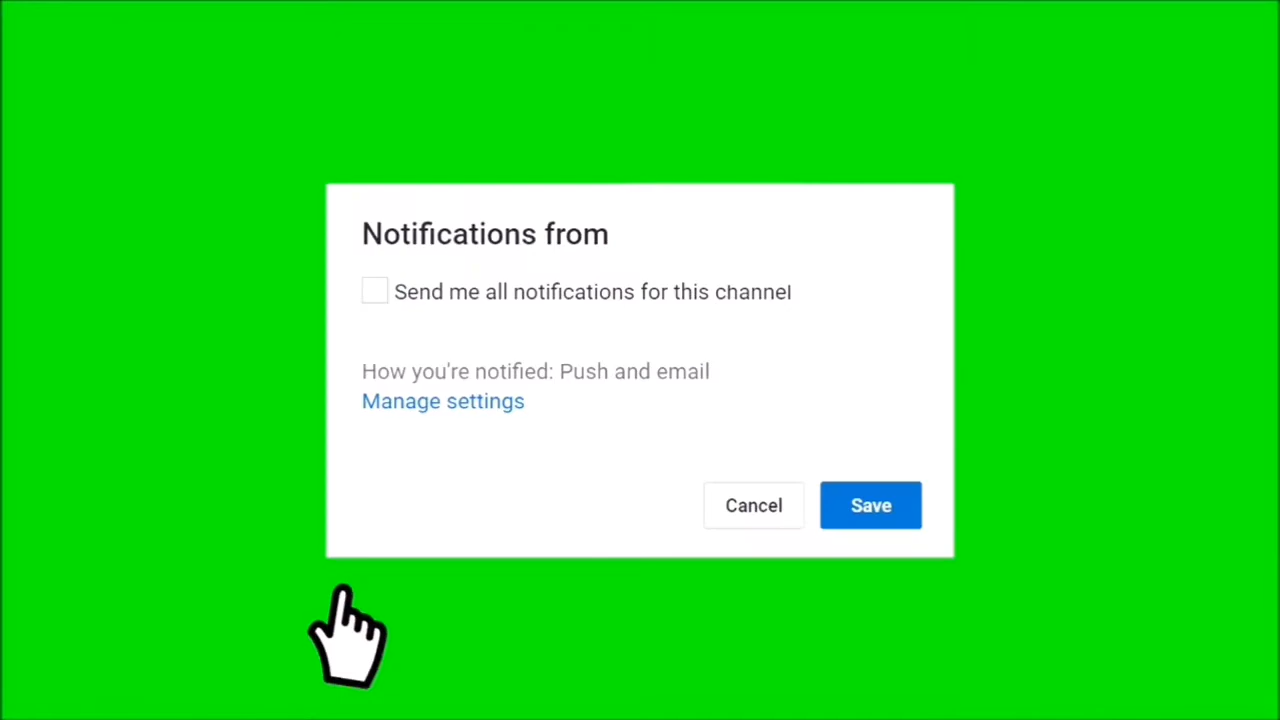 Notifications from
Send me all notifications for this channel
How you're notified: Push and email
Manage settings
Cancel
Save